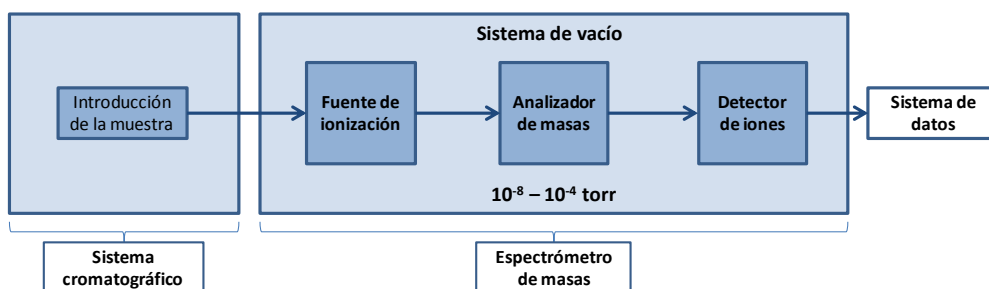 Sistema de vacío
Introducción
de la muestra
Fuente de
ionización
Analizador
de masas
Detector
de iones
Sistema de
datos
10⁻⁸ – 10⁻⁴ torr
Sistema
cromatográfico
Espectrómetro
de masas